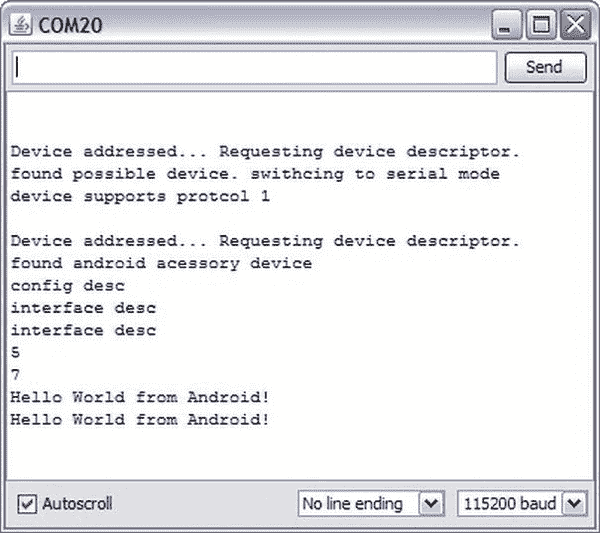 COM20
Send
Device addressed... Requesting device descriptor.
found possible device. swithcing to serial mode
device supports protcol 1
Device addressed... Requesting device descriptor.
found android acessory device
config desc
interface desc
interface desc
5
7
Hello World from Android!
Hello World from Android!
Autoscroll
No line ending
115200 baud